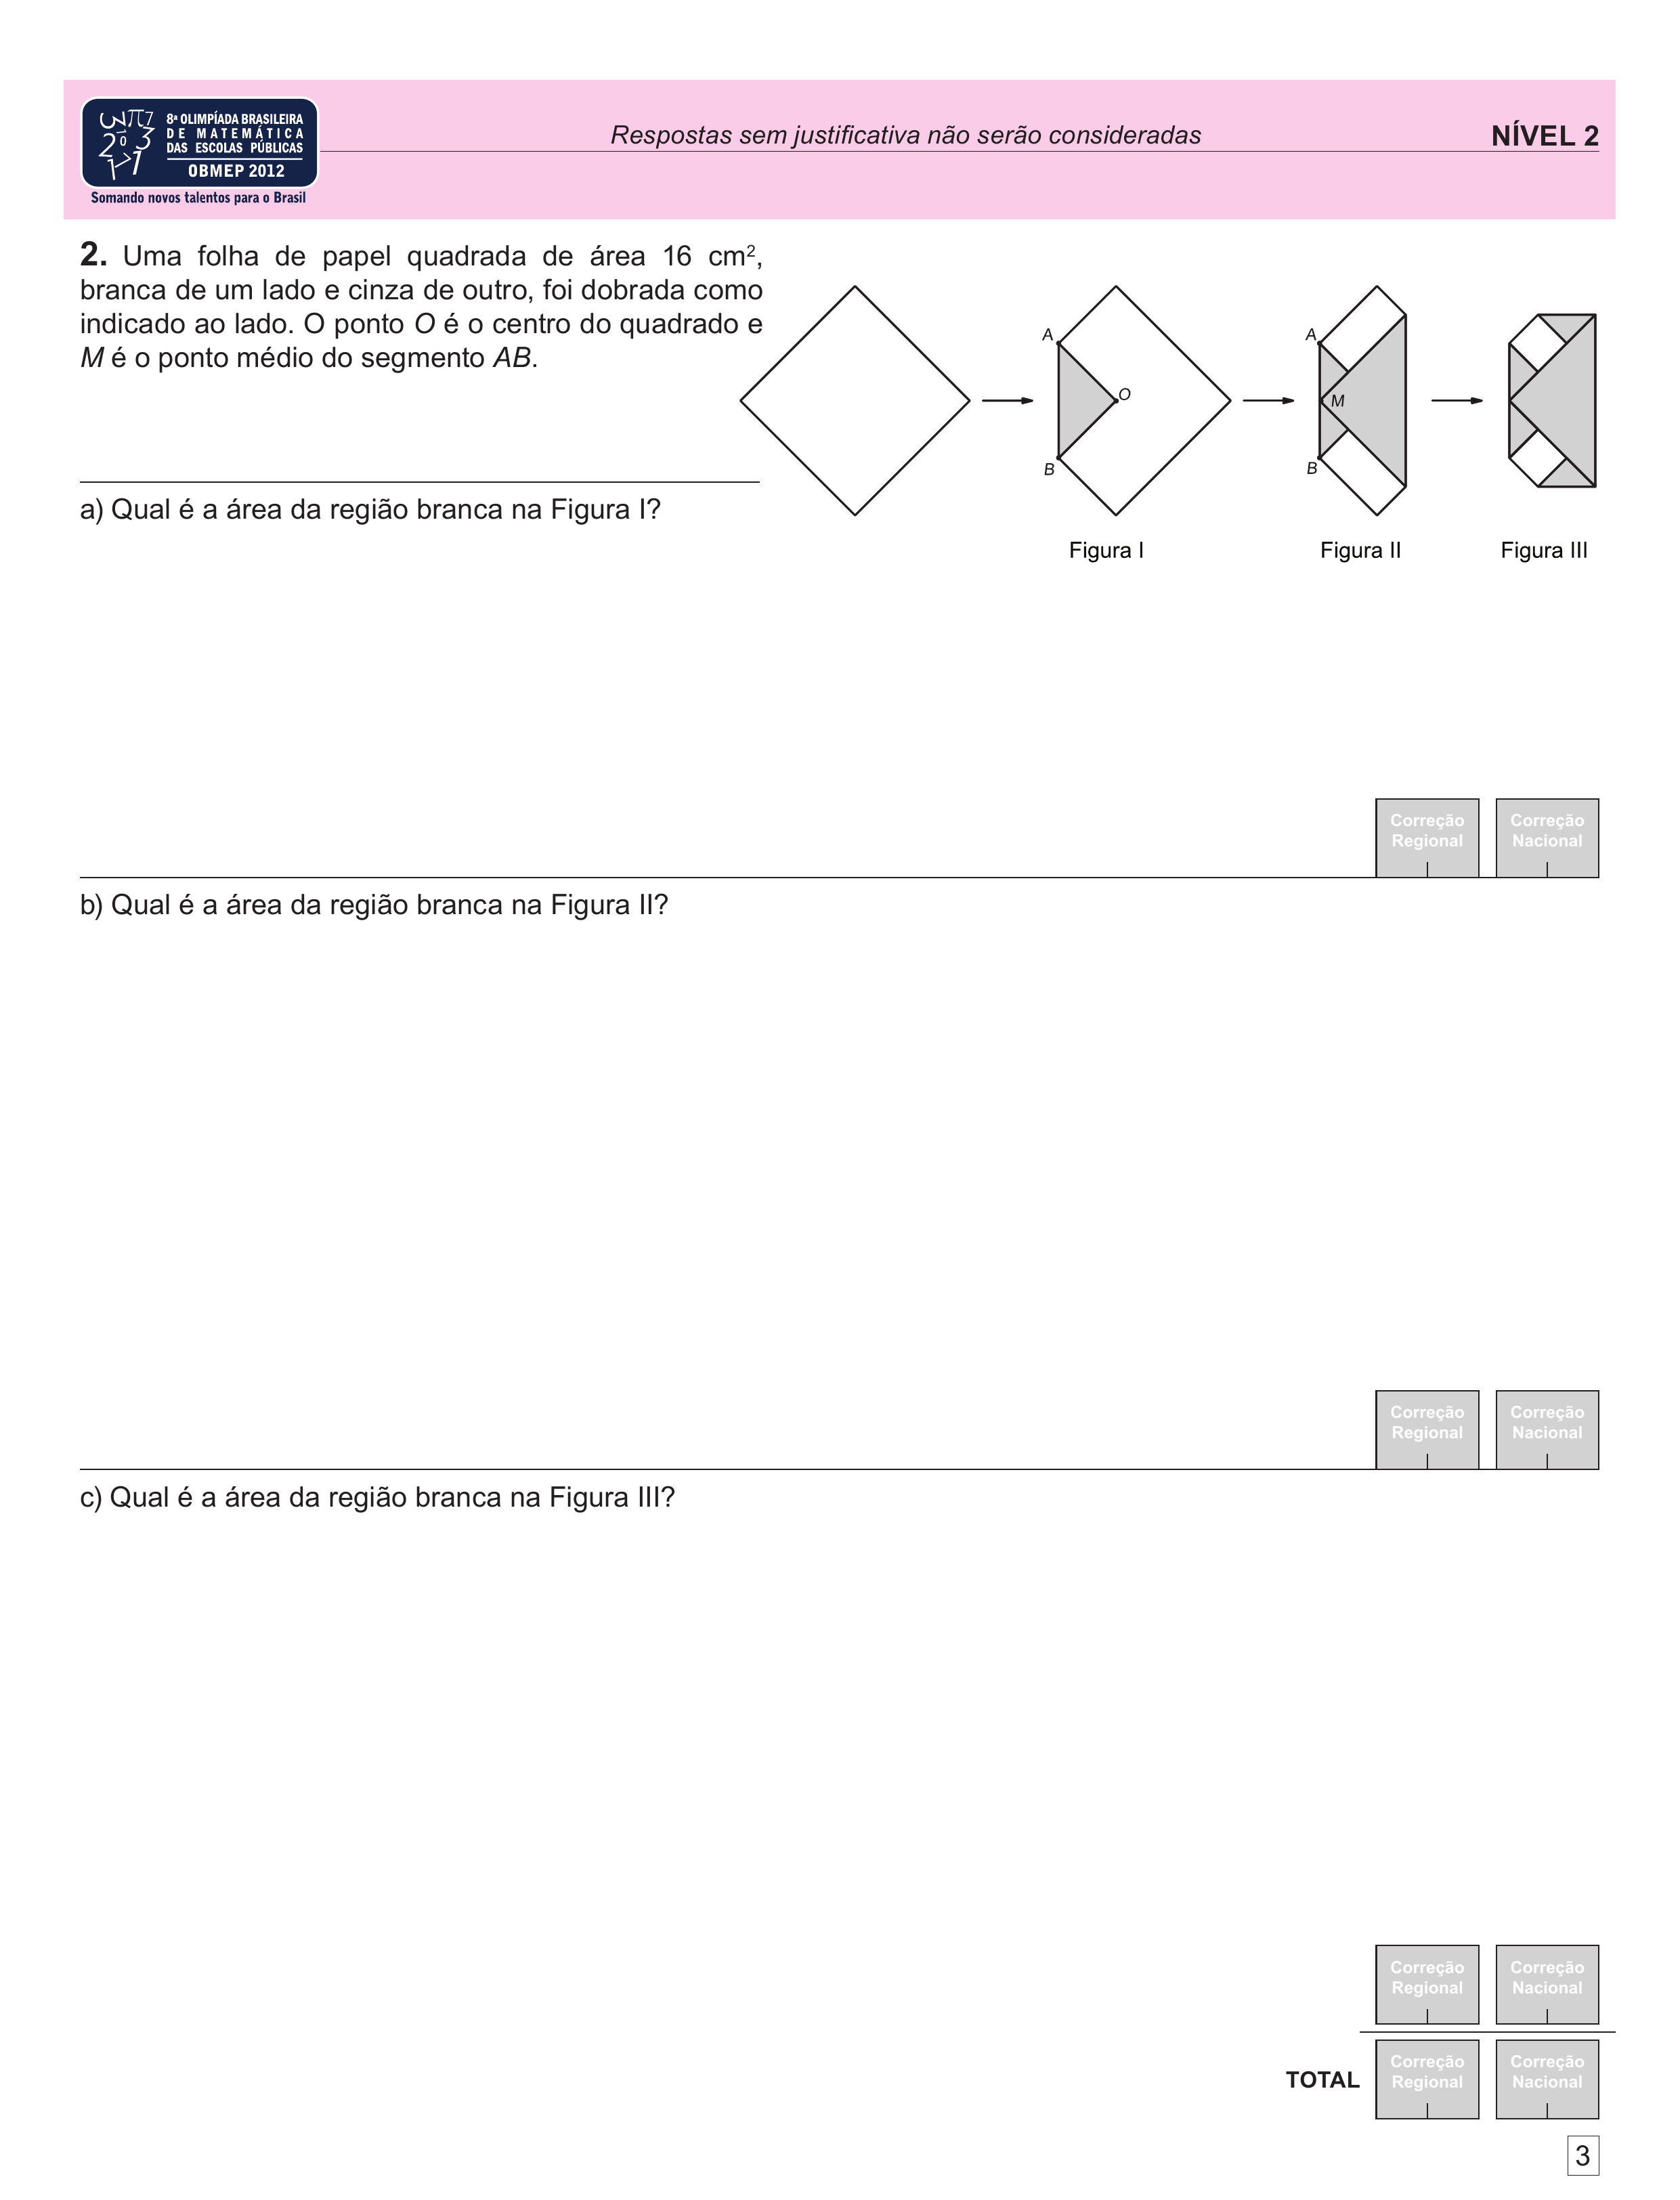 8ª OLIMPÍADA BRASILEIRA
DE MATEMÁTICA
DAS ESCOLAS PÚBLICAS
OBMEP 2012
Somando novos talentos para o Brasil
Respostas sem justificativa não serão consideradas
NÍVEL 2
2. Uma folha de papel quadrada de área 16 cm²,
branca de um lado e cinza de outro, foi dobrada como
indicado ao lado. O ponto O é o centro do quadrado e
M é o ponto médio do segmento AB.
A
O
B
Figura I
A
M
B
Figura II
Figura III
a) Qual é a área da região branca na Figura I?
Correção
Regional
Correção
Nacional
b) Qual é a área da região branca na Figura II?
Correção
Regional
Correção
Nacional
c) Qual é a área da região branca na Figura III?
Correção
Regional
Correção
Nacional
TOTAL
Correção
Regional
Correção
Nacional
3